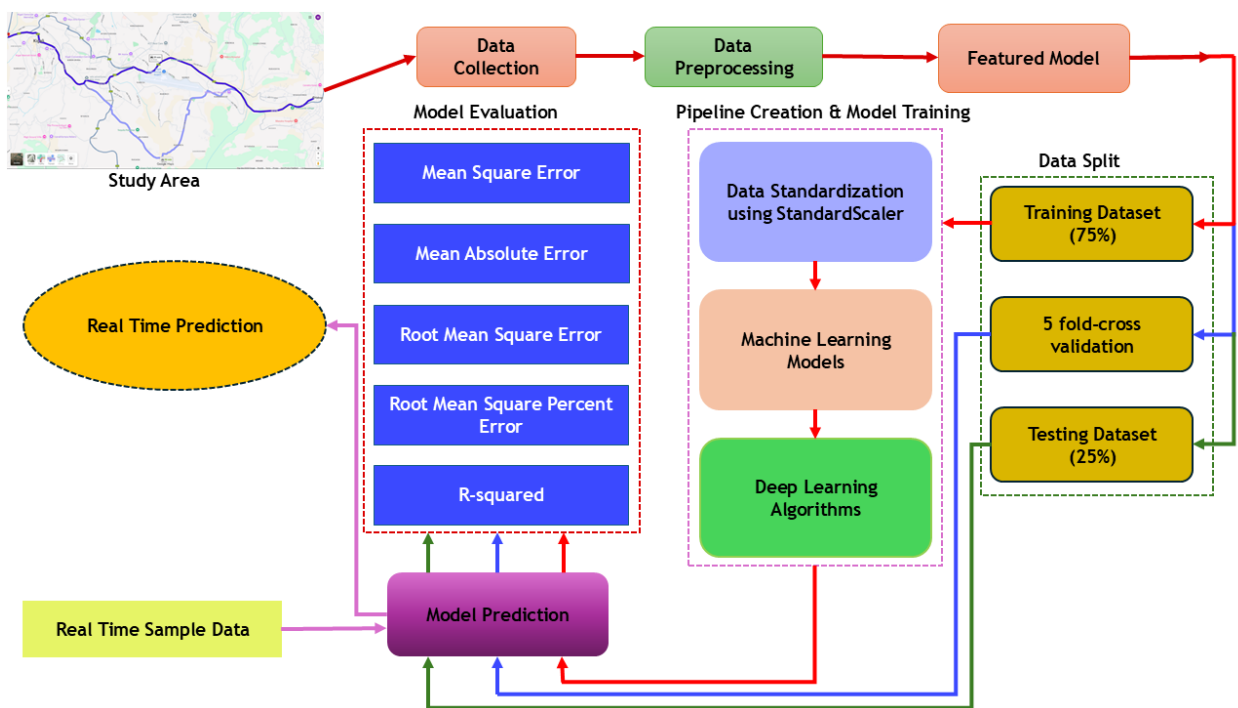 Data
Collection
Data
Preprocessing
Featured Model
Study Area
Model Evaluation
Mean Square Error
Mean Absolute Error
Root Mean Square Error
Root Mean Square Percent
Error
R-squared
Pipeline Creation & Model Training
Data Standardization
using StandardScaler
Machine Learning
Models
Deep Learning
Algorithms
Data Split
Training Dataset
(75%)
5 fold-cross
validation
Testing Dataset
(25%)
Real Time Prediction
Real Time Sample Data
Model Prediction